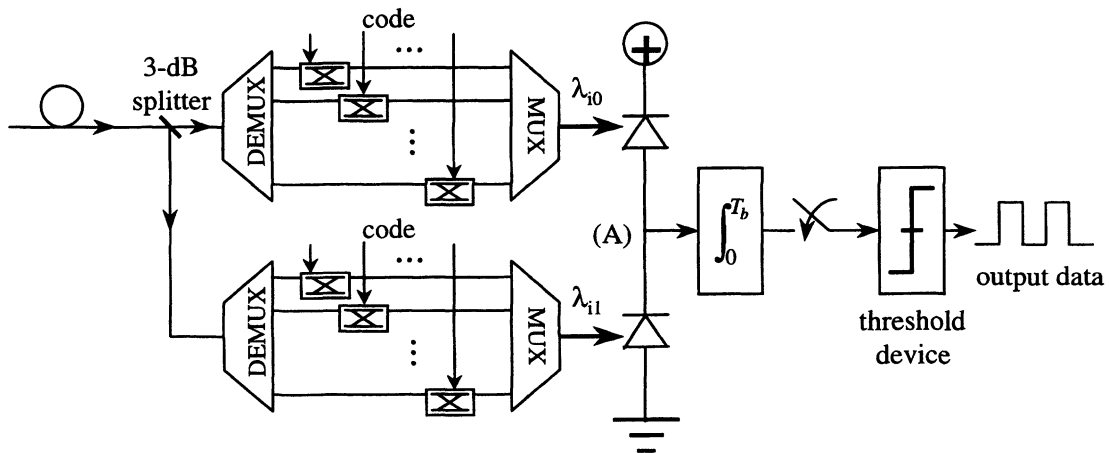 code
...
3-dB
splitter
DEMUX
MUX
λi0
...
(A)
∫0Tb
code
...
DEMUX
MUX
λi1
...
threshold
device
output data